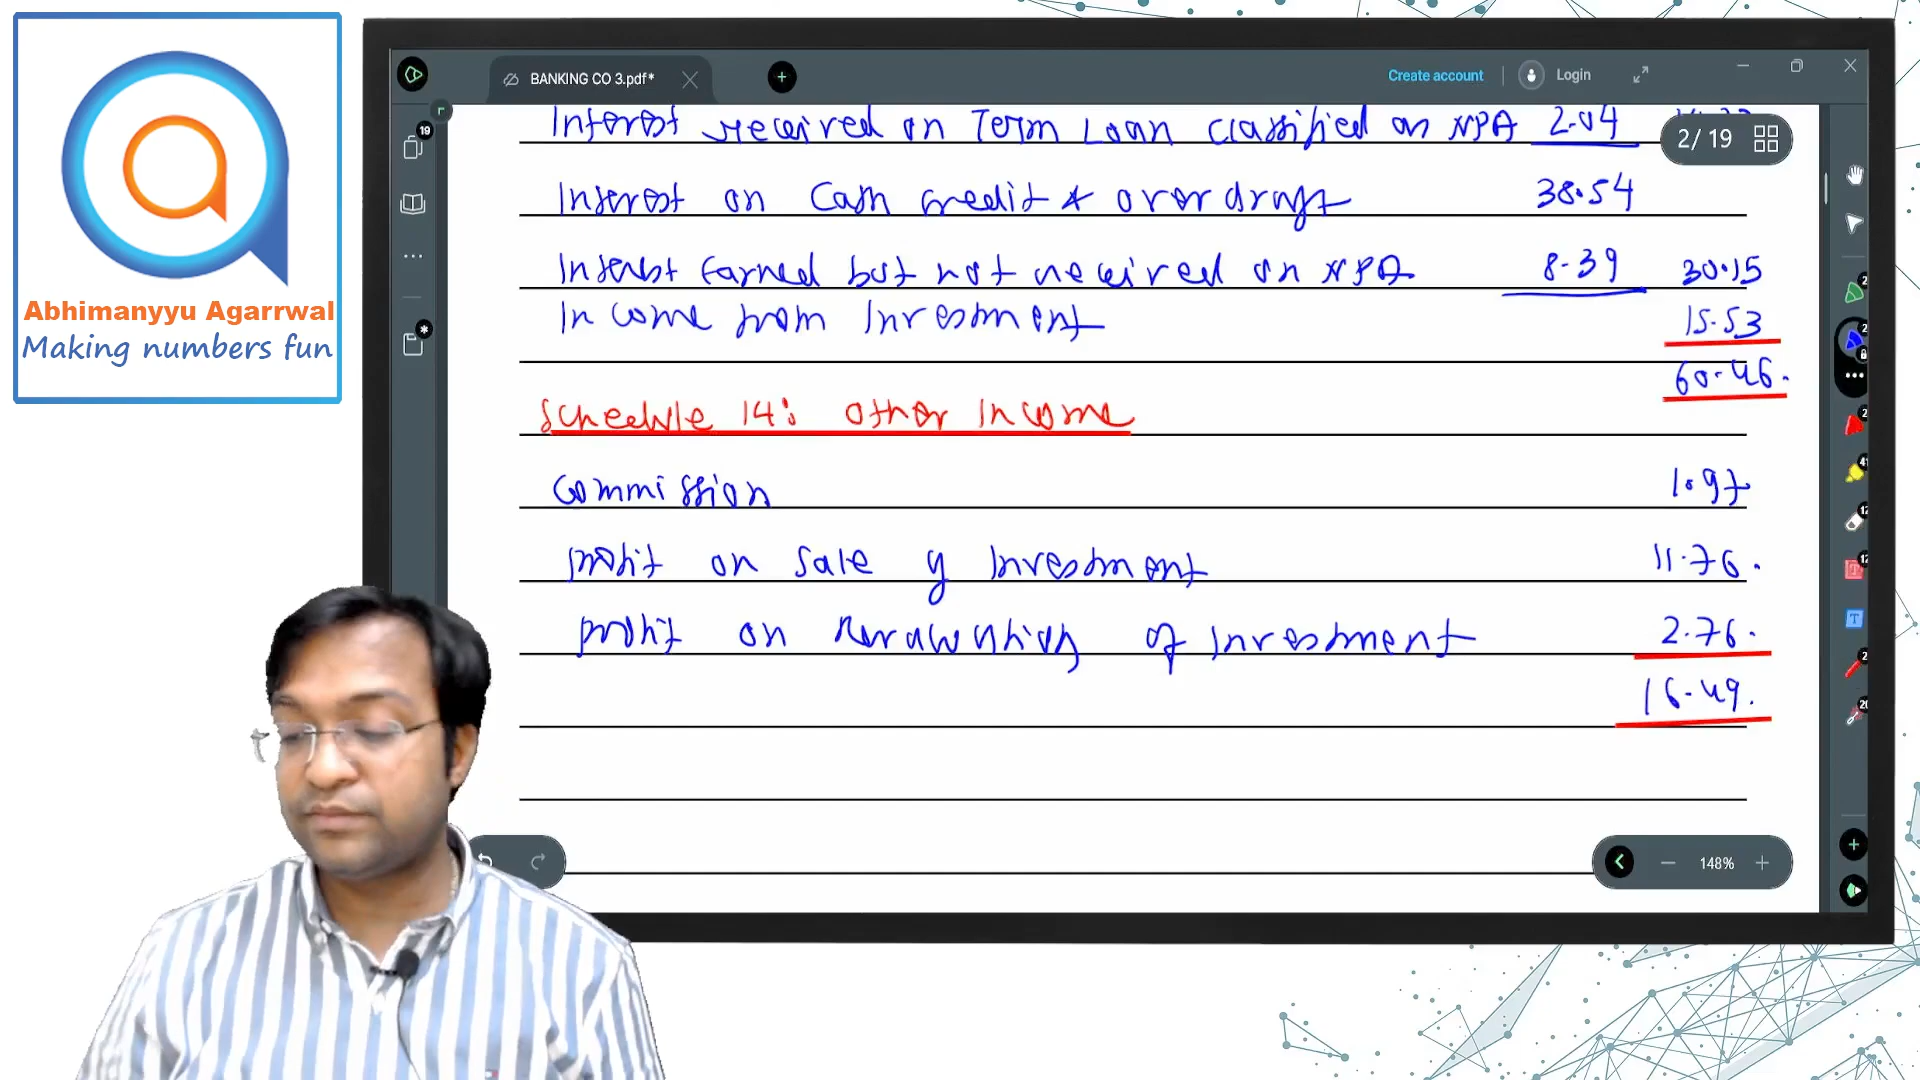 BANKING CO 3.pdf*
Create account
Login
19
Interest received on Term Loan classified as NPA 2.04
2/ 19
Interest on Cash credit & overdraft 38.54
Interest Earned but not received on NPA 8.39 30.15
Income from Investment 15.53
60.46.
Schedule 14: Other Income
Commission 1.97
profit on sale of Investment 11.76.
profit on Revaluation of Investment 2.76.
16.49.
148%
Abhimanyyu Agarrwal
Making numbers fun